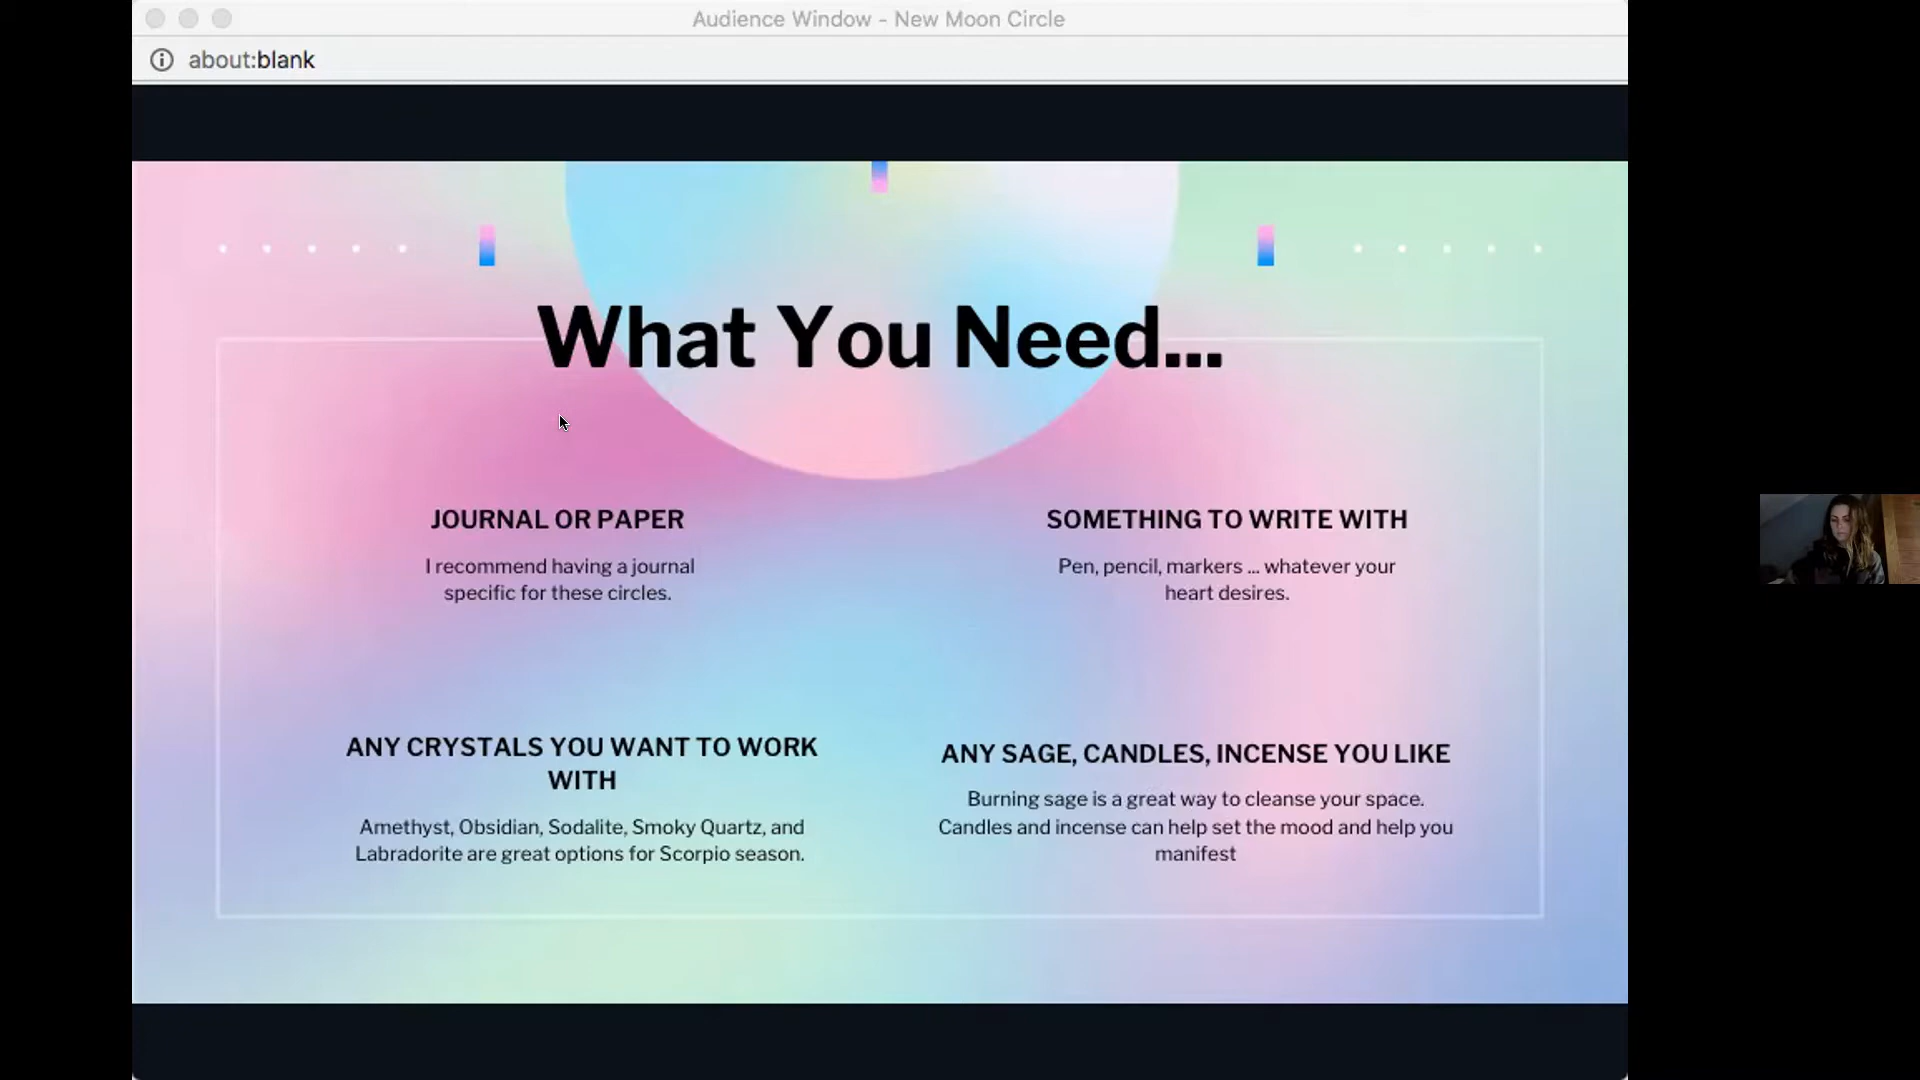 Audience Window - New Moon Circle
about:blank
What You Need...
JOURNAL OR PAPER
I recommend having a journal
specific for these circles.
SOMETHING TO WRITE WITH
Pen, pencil, markers ... whatever your
heart desires.
ANY CRYSTALS YOU WANT TO WORK
WITH
Amethyst, Obsidian, Sodalite, Smoky Quartz, and
Labradorite are great options for Scorpio season.
ANY SAGE, CANDLES, INCENSE YOU LIKE
Burning sage is a great way to cleanse your space.
Candles and incense can help set the mood and help you
manifest